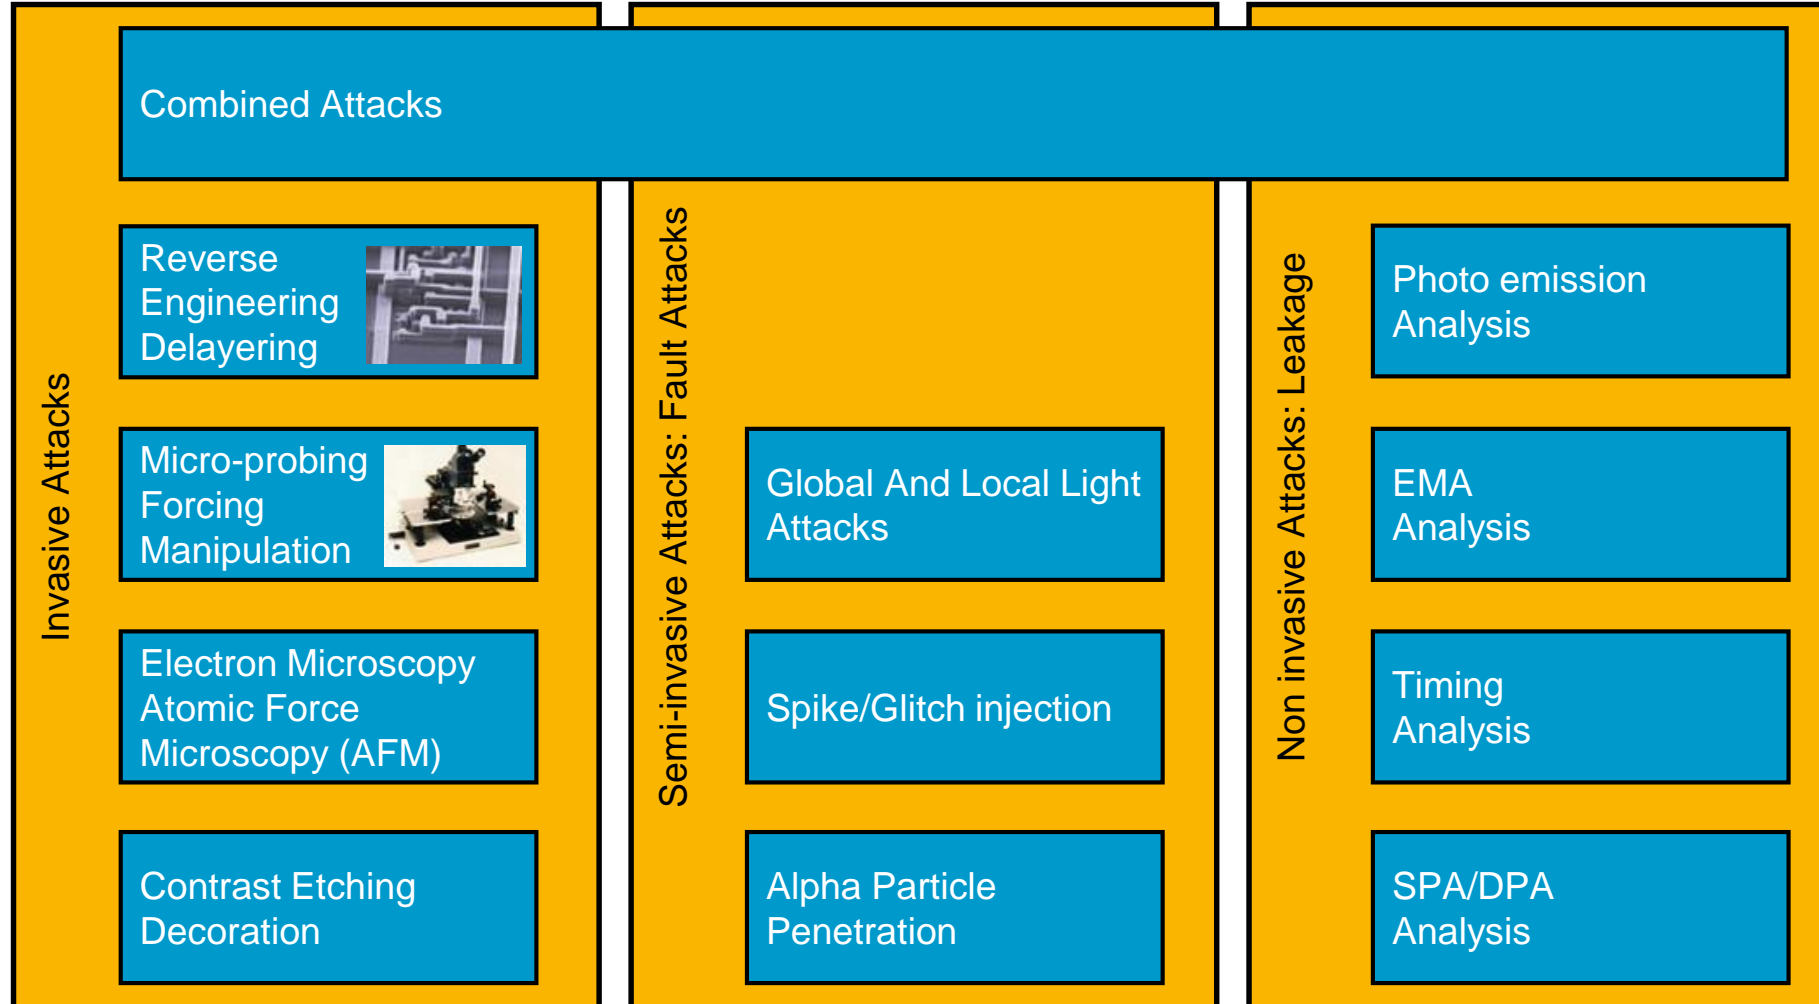 Combined Attacks
Invasive Attacks
Reverse
Engineering
Delayering
Micro-probing
Forcing
Manipulation
Electron Microscopy
Atomic Force
Microscopy (AFM)
Contrast Etching
Decoration
Semi-invasive Attacks: Fault Attacks
Global And Local Light
Attacks
Spike/Glitch injection
Alpha Particle
Penetration
Non invasive Attacks: Leakage
Photo emission
Analysis
EMA
Analysis
Timing
Analysis
SPA/DPA
Analysis